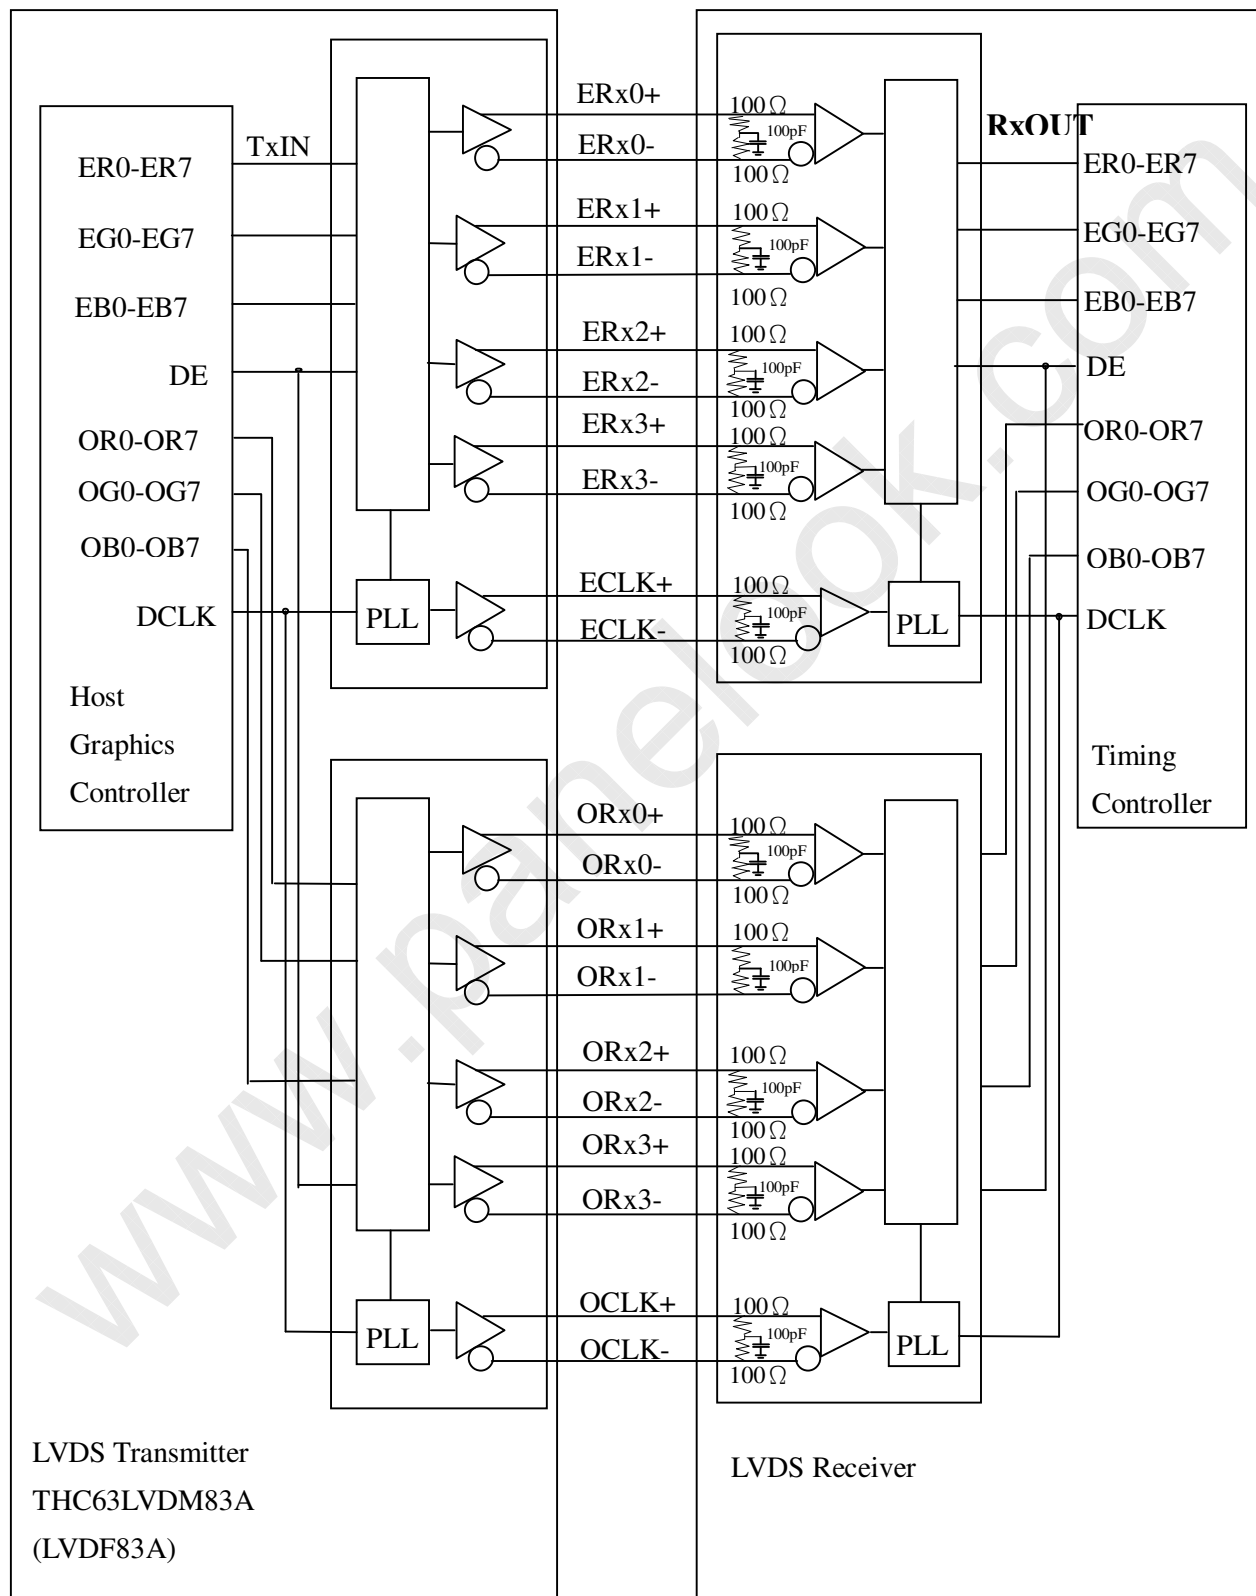 TxIN
ER0-ER7
EG0-EG7
EB0-EB7
DE
OR0-OR7
OG0-OG7
OB0-OB7
DCLK
Host
Graphics
Controller
PLL
ERx0+
ERx0-
ERx1+
ERx1-
ERx2+
ERx2-
ERx3+
ERx3-
ECLK+
ECLK-
100Ω
100pF
100Ω
100Ω
100pF
100Ω
100Ω
100pF
100Ω
100Ω
100pF
100Ω
100Ω
100pF
100Ω
PLL
RxOUT
ER0-ER7
EG0-EG7
EB0-EB7
DE
OR0-OR7
OG0-OG7
OB0-OB7
DCLK
Timing
Controller
PLL
ORx0+
ORx0-
ORx1+
ORx1-
ORx2+
ORx2-
ORx3+
ORx3-
OCLK+
OCLK-
100Ω
100pF
100Ω
100Ω
100pF
100Ω
100Ω
100pF
100Ω
100Ω
100pF
100Ω
100Ω
100pF
100Ω
PLL
LVDS Transmitter
THC63LVDM83A
(LVDF83A)
LVDS Receiver
www.panelook.com